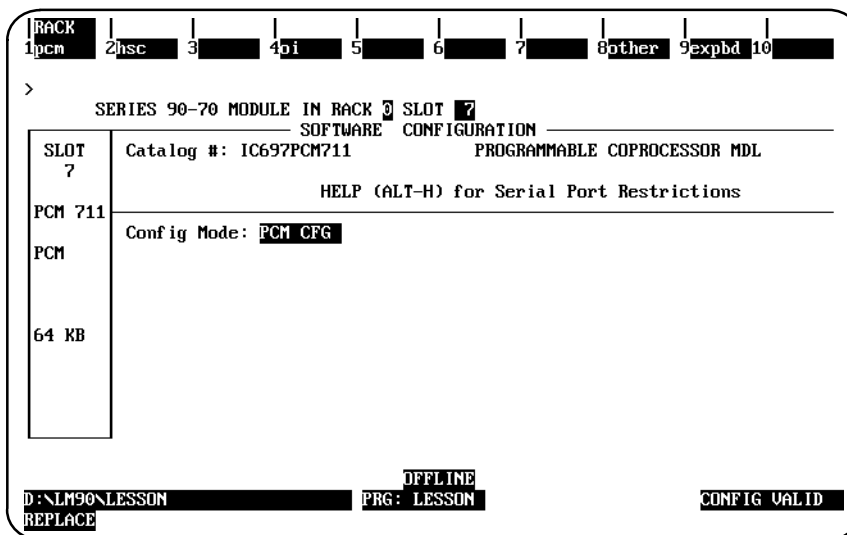 RACK
1pcm 2hsc 3 4oi 5 6 7 8other 9expbd 10
>
SERIES 90-70 MODULE IN RACK 0 SLOT 7
SOFTWARE CONFIGURATION
SLOT Catalog #: IC697PCM711 PROGRAMMABLE COPROCESSOR MDL
7
HELP (ALT-H) for Serial Port Restrictions
PCM 711
Config Mode: PCM CFG
PCM
64 KB
OFFLINE
D:\LM90\LESSON PRG: LESSON CONFIG VALID
REPLACE